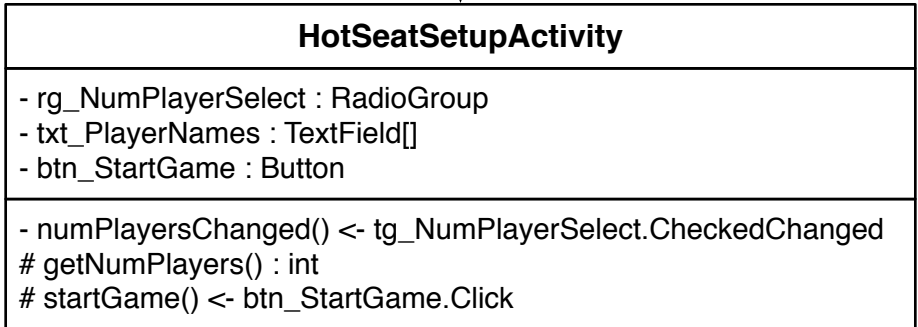 HotSeatSetupActivity
- rg_NumPlayerSelect : RadioGroup
- txt_PlayerNames : TextField[]
- btn_StartGame : Button
- numPlayersChanged() <- tg_NumPlayerSelect.CheckedChanged
# getNumPlayers() : int
# startGame() <- btn_StartGame.Click